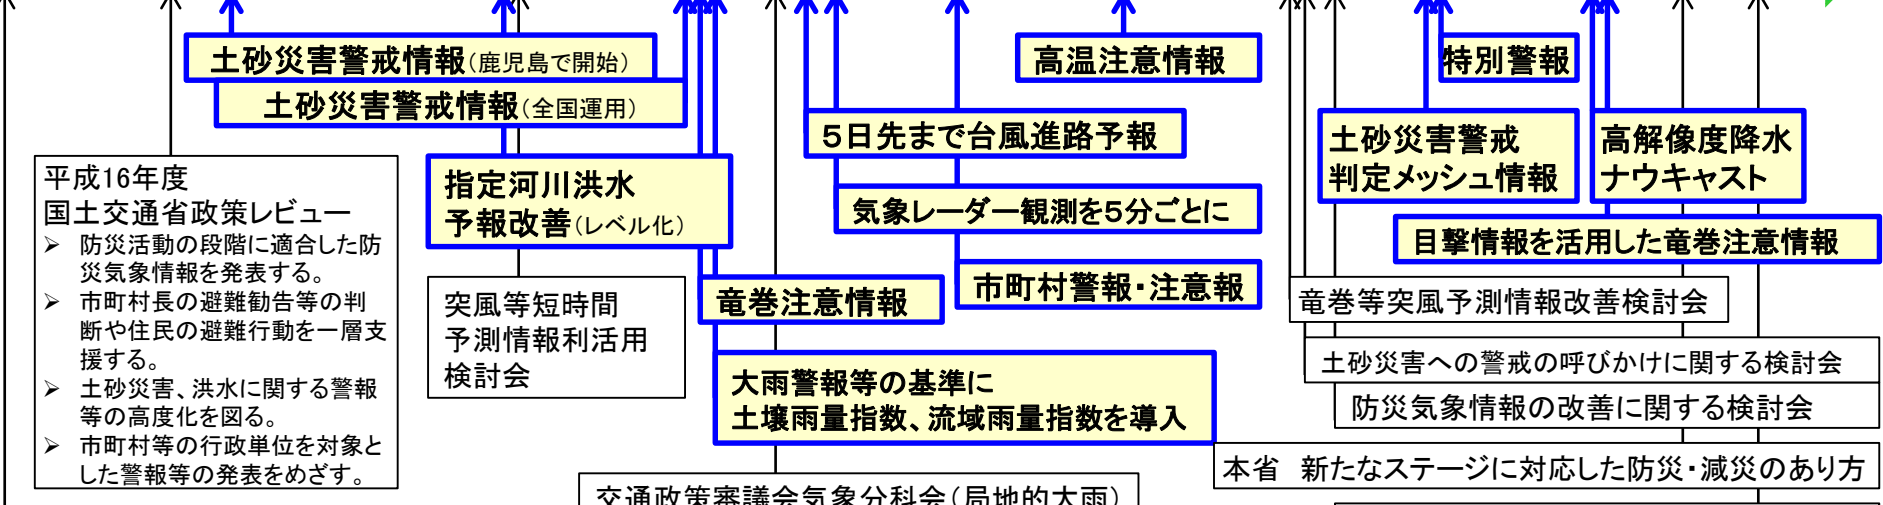 土砂災害警戒情報(鹿児島で開始)
土砂災害警戒情報(全国運用)
高温注意情報
特別警報
5日先まで台風進路予報
土砂災害警戒
判定メッシュ情報
高解像度降水
ナウキャスト
平成16年度
国土交通省政策レビュー
➢ 防災活動の段階に適合した防
災気象情報を発表する。
➢ 市町村長の避難勧告等の判
断や住民の避難行動を一層支
援する。
➢ 土砂災害、洪水に関する警報
等の高度化を図る。
➢ 市町村等の行政単位を対象と
した警報等の発表をめざす。
指定河川洪水
予報改善(レベル化)
気象レーダー観測を5分ごとに
目撃情報を活用した竜巻注意情報
市町村警報・注意報
竜巻注意情報
突風等短時間
予測情報利活用
検討会
竜巻等突風予測情報改善検討会
土砂災害への警戒の呼びかけに関する検討会
大雨警報等の基準に
土壌雨量指数、流域雨量指数を導入
防災気象情報の改善に関する検討会
本省 新たなステージに対応した防災・減災のあり方
交通政策審議会気象分科会(局地的大雨)